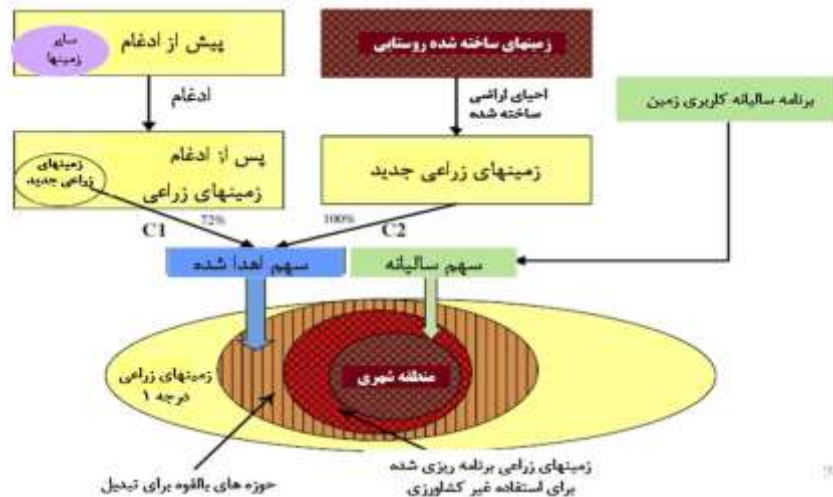 سایر
زمینها
پیش از ادغام
زمینهای ساخته شده روستایی
ادغام
احیای اراضی
ساخته شده
برنامه سالیانه کاربری زمین
زمینهای
زراعی جدید
پس از ادغام
زمینهای زراعی
زمینهای زراعی جدید
72%
100%
C1
C2
سهم اهدا شده
سهم سالیانه
زمینهای زراعی
درجه ۱
منطقه شهری
حوزه های بالقوه برای تبدیل
زمینهای زراعی برنامه ریزی شده
برای استفاده غیر کشاورزی